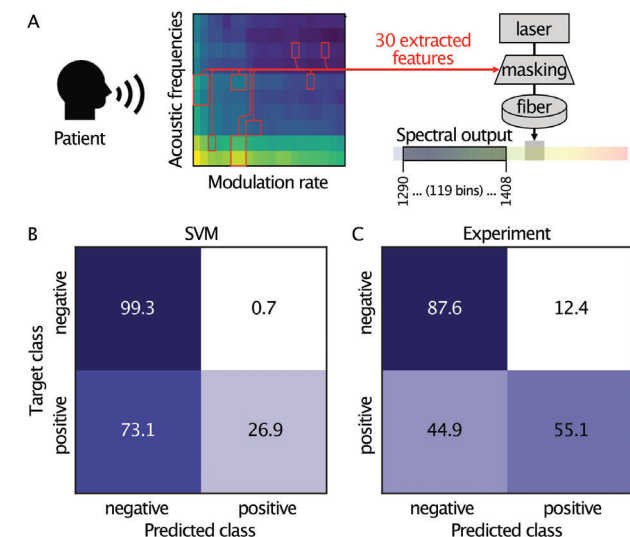 A
Patient
Acoustic frequencies
Modulation rate
30 extracted
features
laser
masking
fiber
Spectral output
1290 ... (119 bins) ... 1408
B
SVM
Target class
negative
positive
99.3
0.7
73.1
26.9
negative
positive
Predicted class
C
Experiment
negative
positive
87.6
12.4
44.9
55.1
negative
positive
Predicted class